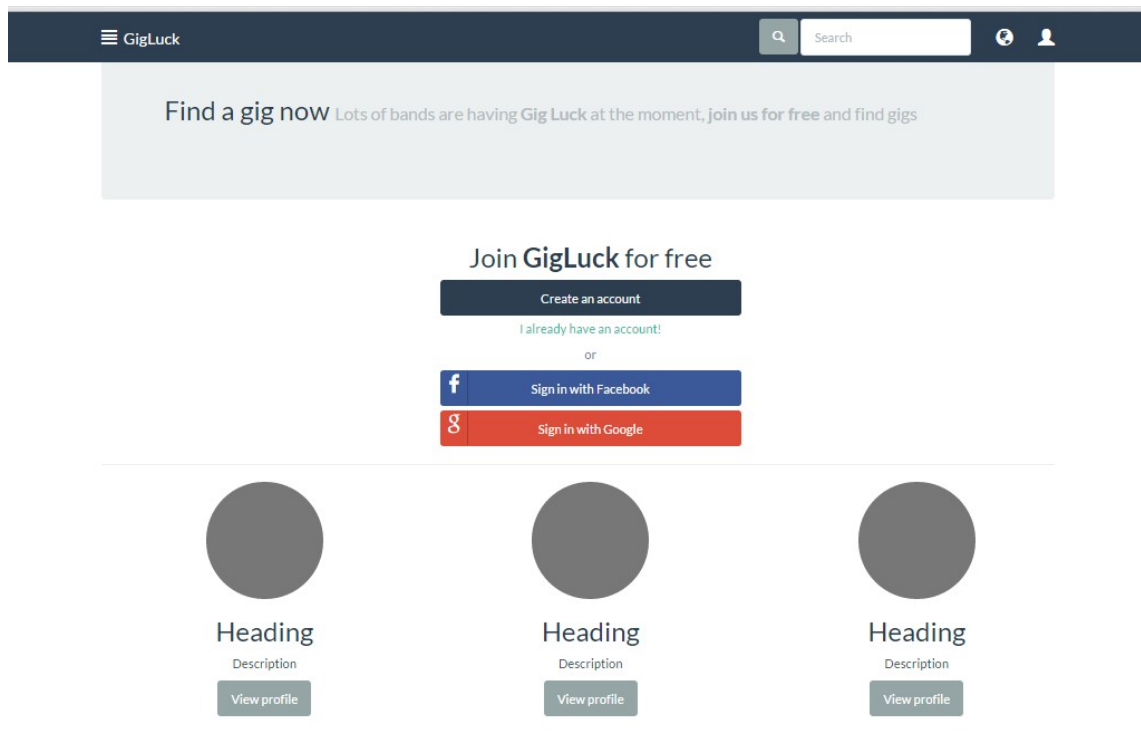 GigLuck Search
Find a gig now Lots of bands are having Gig Luck at the moment, join us for free and find gigs
Join GigLuck for free
Create an account
I already have an account!
or
f Sign in with Facebook
g Sign in with Google
Heading Heading Heading
Description Description Description
View profile View profile View profile